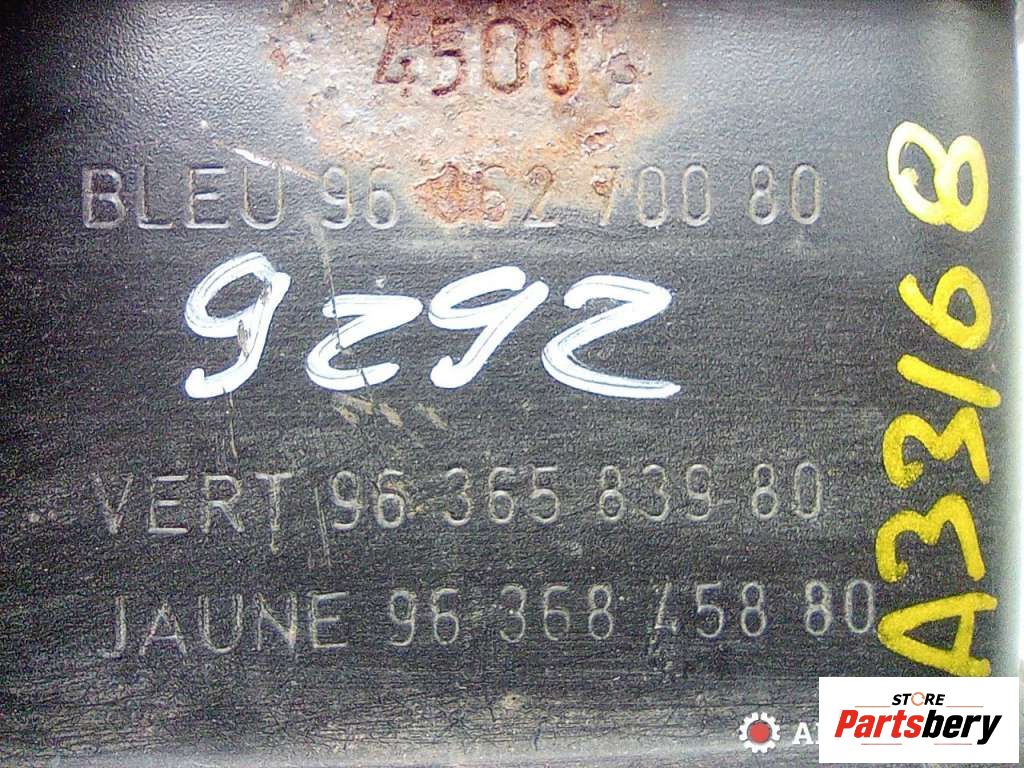 4508
BLEU 96 462 700 80
9292
VERT 96 365 839 80
JAUNE 96 368 458 80
A33168
STORE
Partsbery